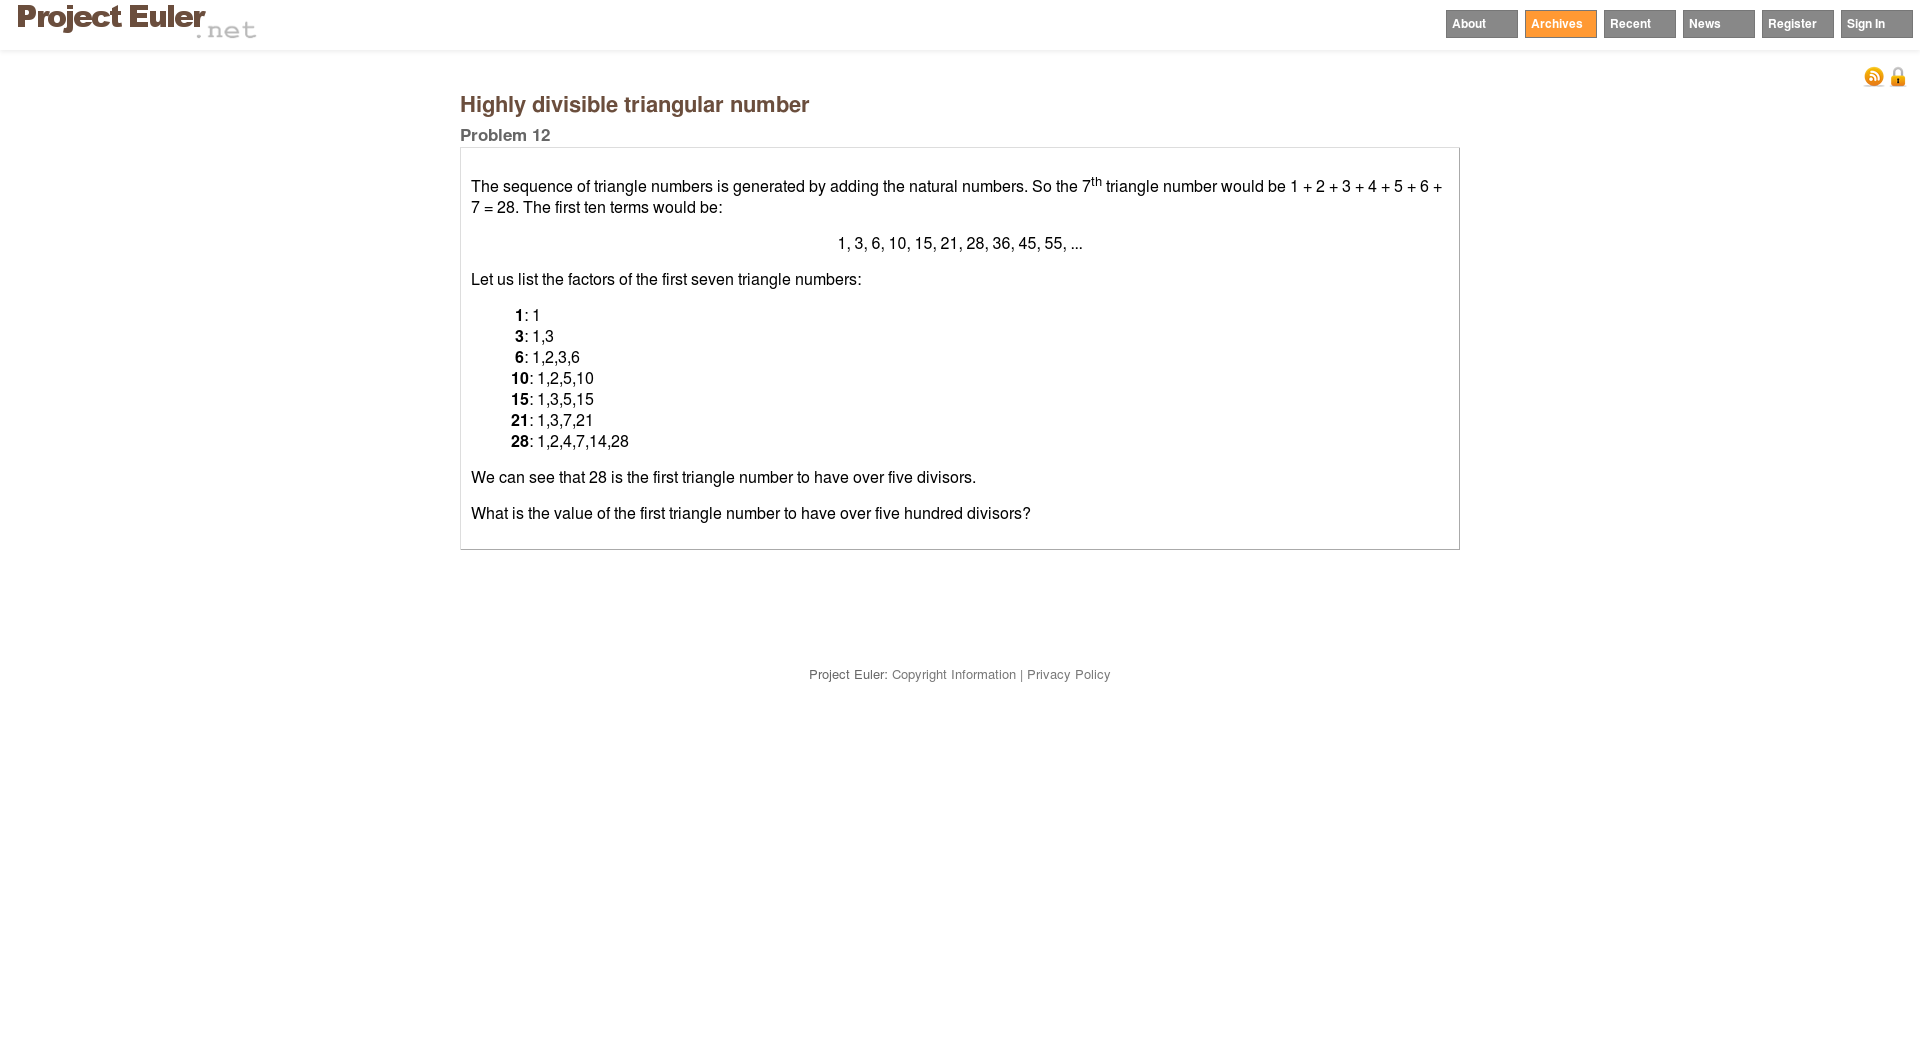 Project Euler.net
About Archives Recent News Register Sign In
Highly divisible triangular number
Problem 12
The sequence of triangle numbers is generated by adding the natural numbers. So the 7th triangle number would be 1 + 2 + 3 + 4 + 5 + 6 +
7 = 28. The first ten terms would be:
1, 3, 6, 10, 15, 21, 28, 36, 45, 55, ...
Let us list the factors of the first seven triangle numbers:
1: 1
3: 1,3
6: 1,2,3,6
10: 1,2,5,10
15: 1,3,5,15
21: 1,3,7,21
28: 1,2,4,7,14,28
We can see that 28 is the first triangle number to have over five divisors.
What is the value of the first triangle number to have over five hundred divisors?
Project Euler: Copyright Information | Privacy Policy